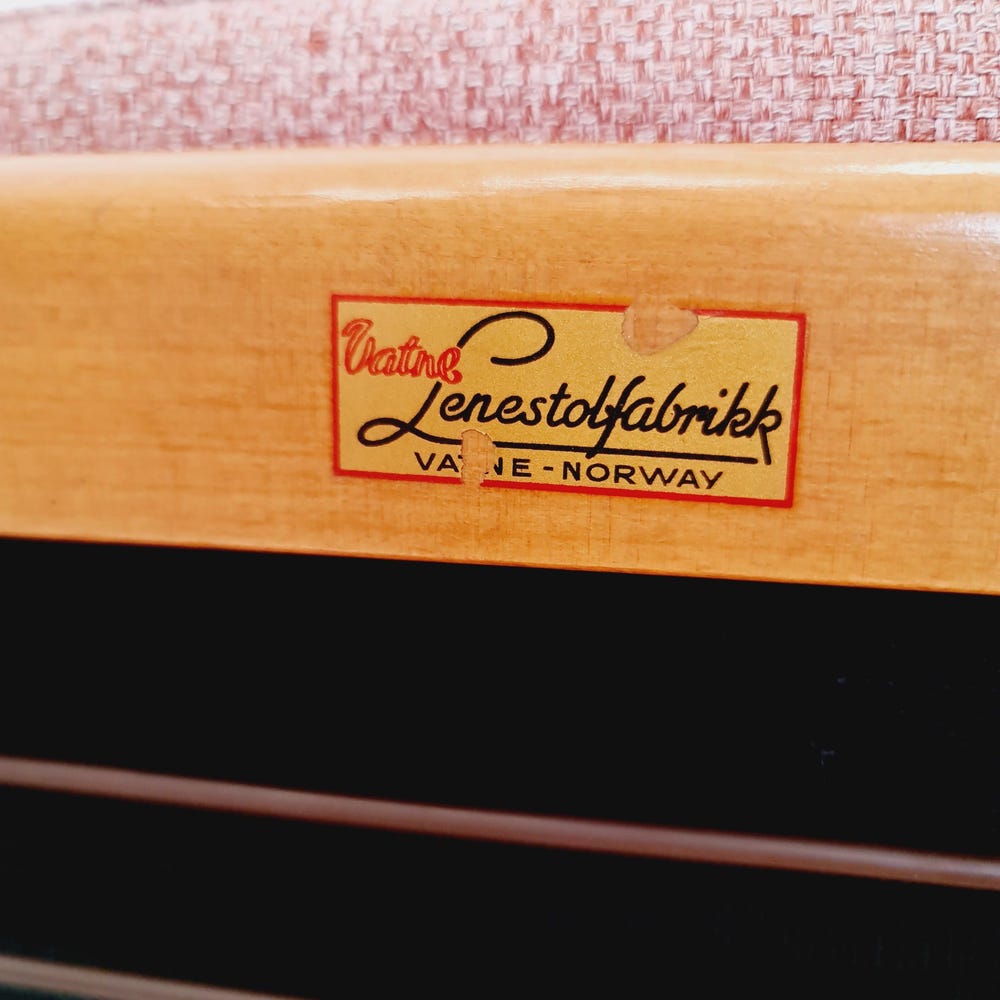 Vatne
Lenestolfabrikk
VATNE - NORWAY